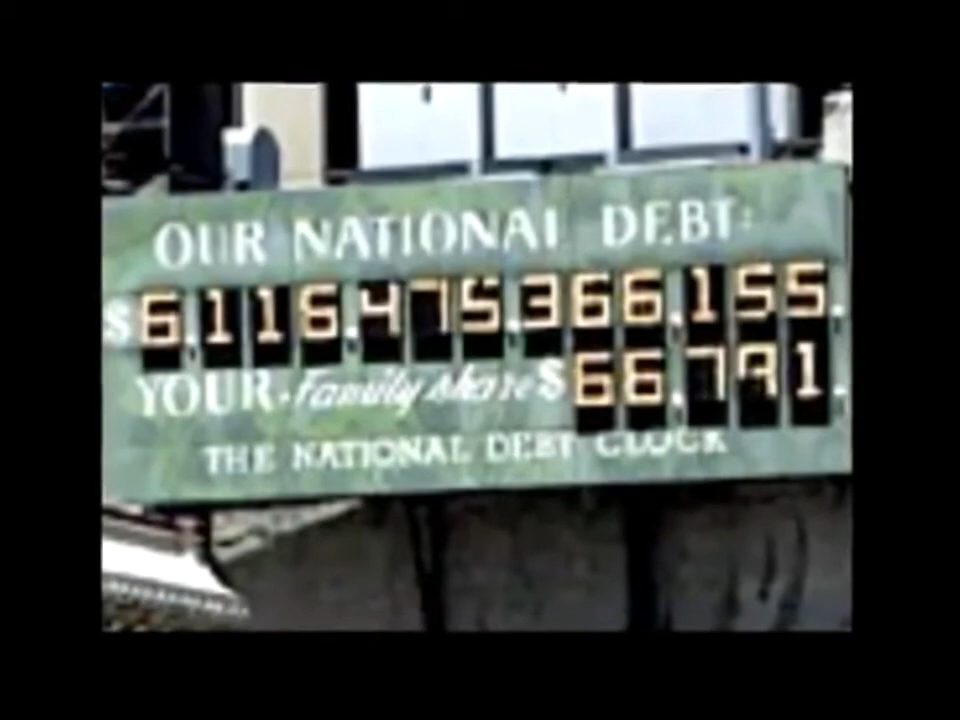 OUR NATIONAL DEBT:
$6,116,475,366,155.
YOUR Family share $66,791.
THE NATIONAL DEBT CLOCK